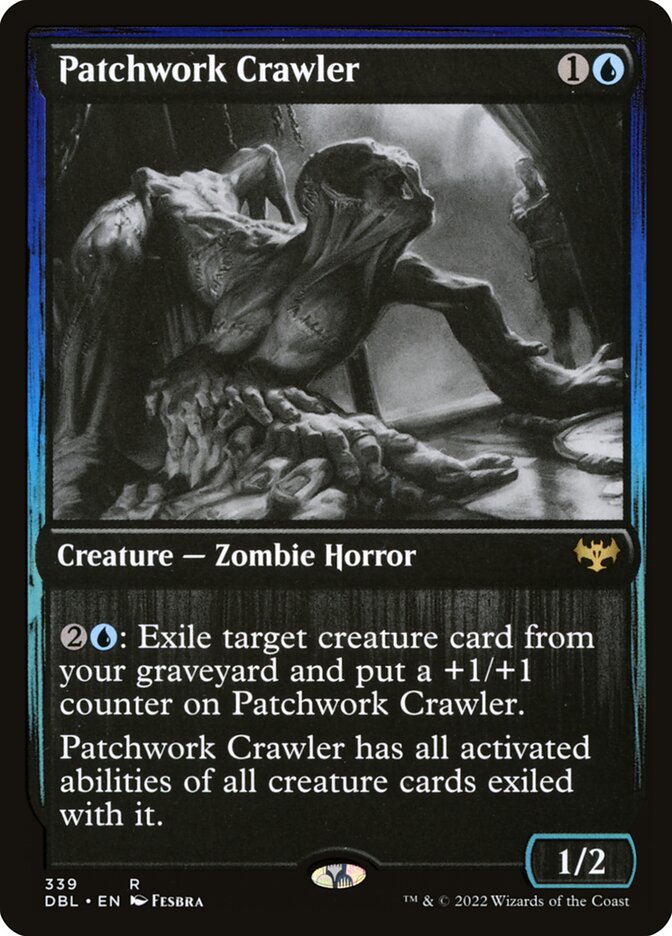 Patchwork Crawler 1
Creature — Zombie Horror
2: Exile target creature card from
your graveyard and put a +1/+1
counter on Patchwork Crawler.
Patchwork Crawler has all activated
abilities of all creature cards exiled
with it.
1/2
339 R
DBL • EN Fesbra
™ & © 2022 Wizards of the Coast